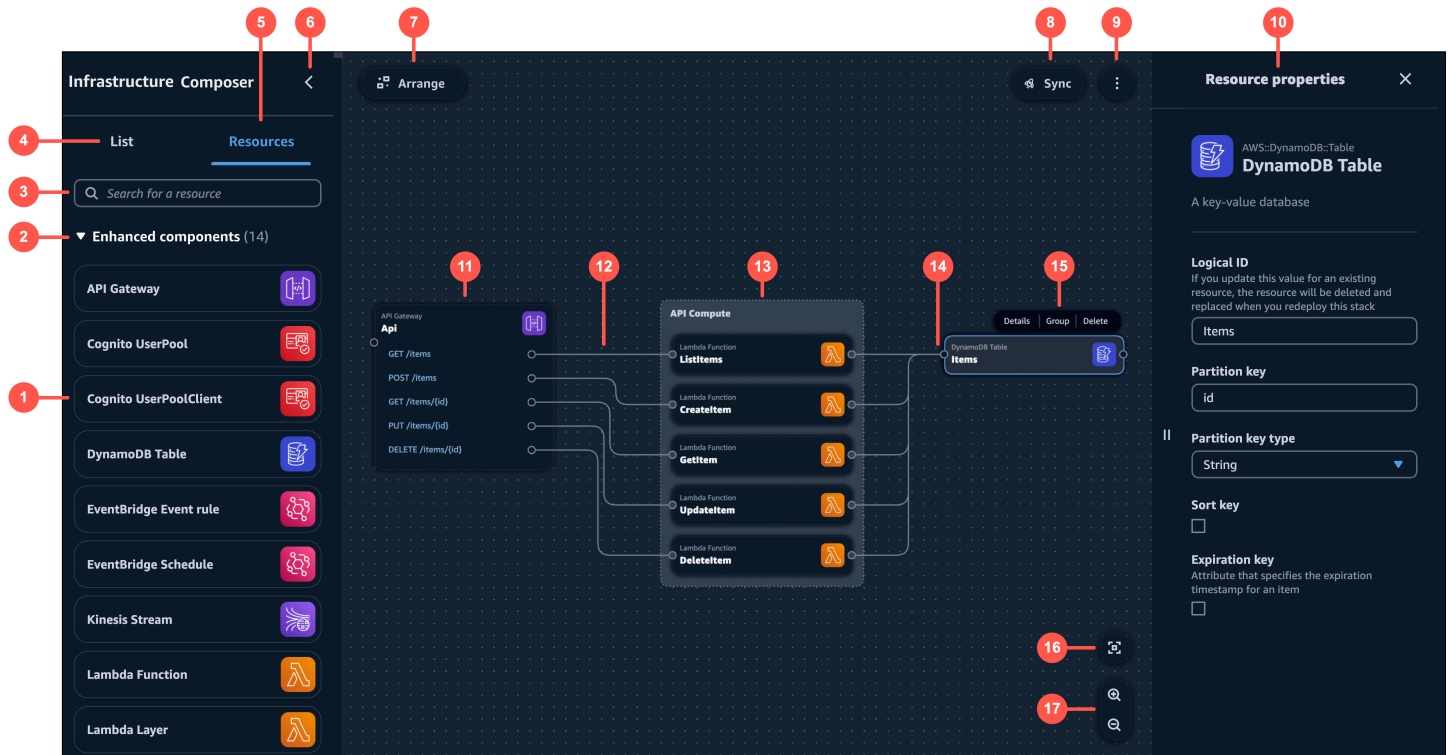 5
6
7
8
9
10
Infrastructure Composer
Arrange
Sync
Resource properties
4
List
Resources
3
Search for a resource
2
Enhanced components (14)
API Gateway
Cognito UserPool
1
Cognito UserPoolClient
DynamoDB Table
EventBridge Event rule
EventBridge Schedule
Kinesis Stream
Lambda Function
Lambda Layer
11
12
13
14
15
API Gateway
Api
GET /items
POST /items
GET /items/{id}
PUT /items/{id}
DELETE /items/{id}
API Compute
Lambda Function
ListItems
Lambda Function
CreateItem
Lambda Function
GetItem
Lambda Function
UpdateItem
Lambda Function
DeleteItem
Details Group Delete
DynamoDB Table
Items
16
17
AWS::DynamoDB::Table
DynamoDB Table
A key-value database
Logical ID
If you update this value for an existing
resource, the resource will be deleted and
replaced when you redeploy this stack
Items
Partition key
id
Partition key type
String
Sort key
Expiration key
Attribute that specifies the expiration
timestamp for an item